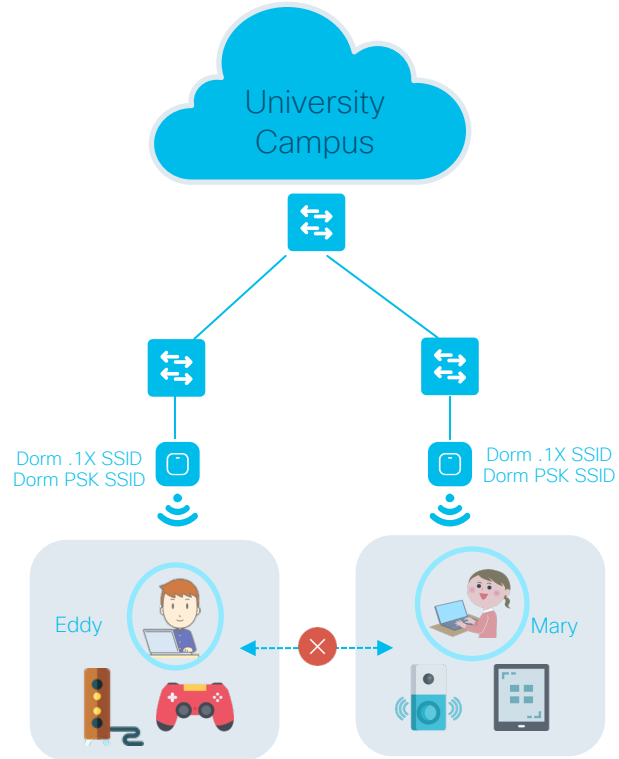 University
Campus
Dorm .1X SSID
Dorm PSK SSID
Dorm .1X SSID
Dorm PSK SSID
Eddy
Mary